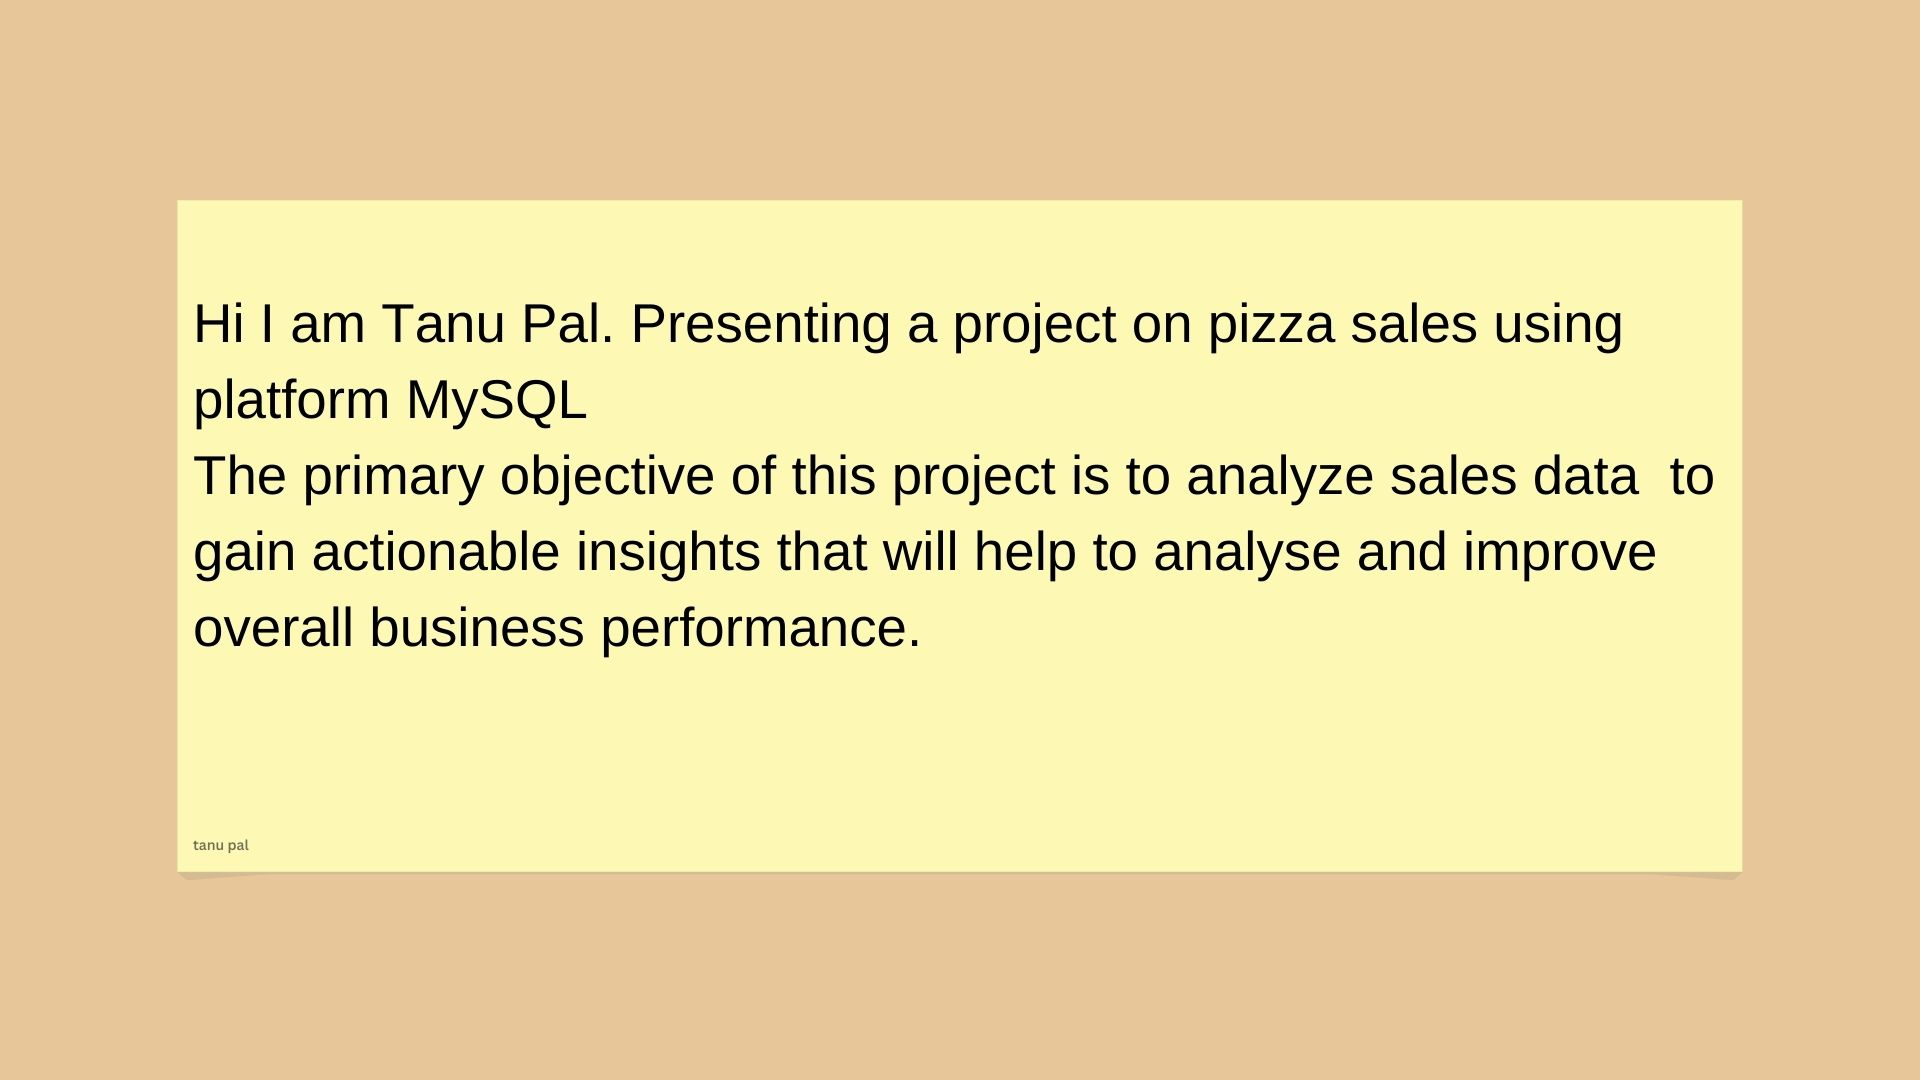 Hi I am Tanu Pal. Presenting a project on pizza sales using
platform MySQL
The primary objective of this project is to analyze sales data  to
gain actionable insights that will help to analyse and improve
overall business performance.
tanu pal